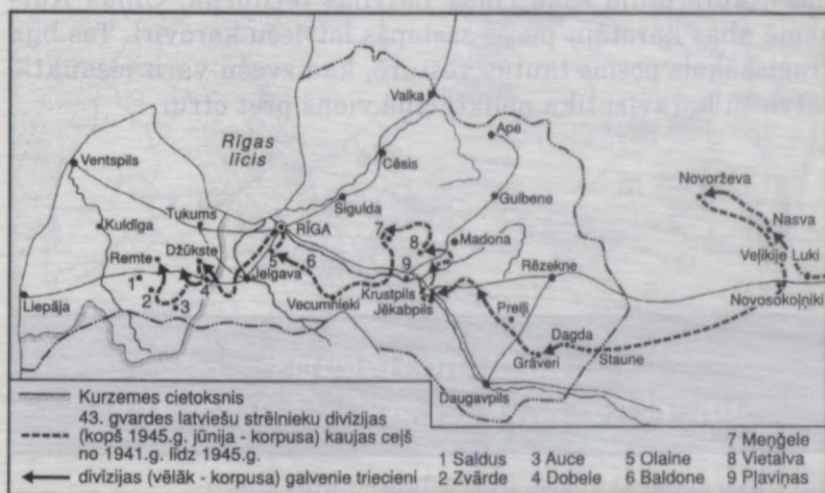 Valka
Rīgas
līcis
Ape
Ventspils
Cēsis
Novorževa
Gulbene
Sigulda
Kuldīga
Tukums
RĪGA
Nasva
Džūkste
7
8
Madona
Veļikije Luki
Remte
5
6
9
1
4
Jelgava
Rēzekne
Liepāja
2
3
Vecumnieki
Krustpils
Jēkabpils
Novosokoļņiki
Preiļi
Dagda
Grāveri
Staune
Daugavpils
Kurzemes cietoksnis
43. gvardes latviešu strēlnieku divīzijas
(kopš 1945.g. jūnija - korpusa) kaujas ceļš
no 1941.g. līdz 1945.g.
divīzijas (vēlāk - korpusa) galvenie triecieni
7 Meņģele
1 Saldus 3 Auce 5 Olaine 8 Vietalva
2 Zvārde 4 Dobele 6 Baldone 9 Pļaviņas